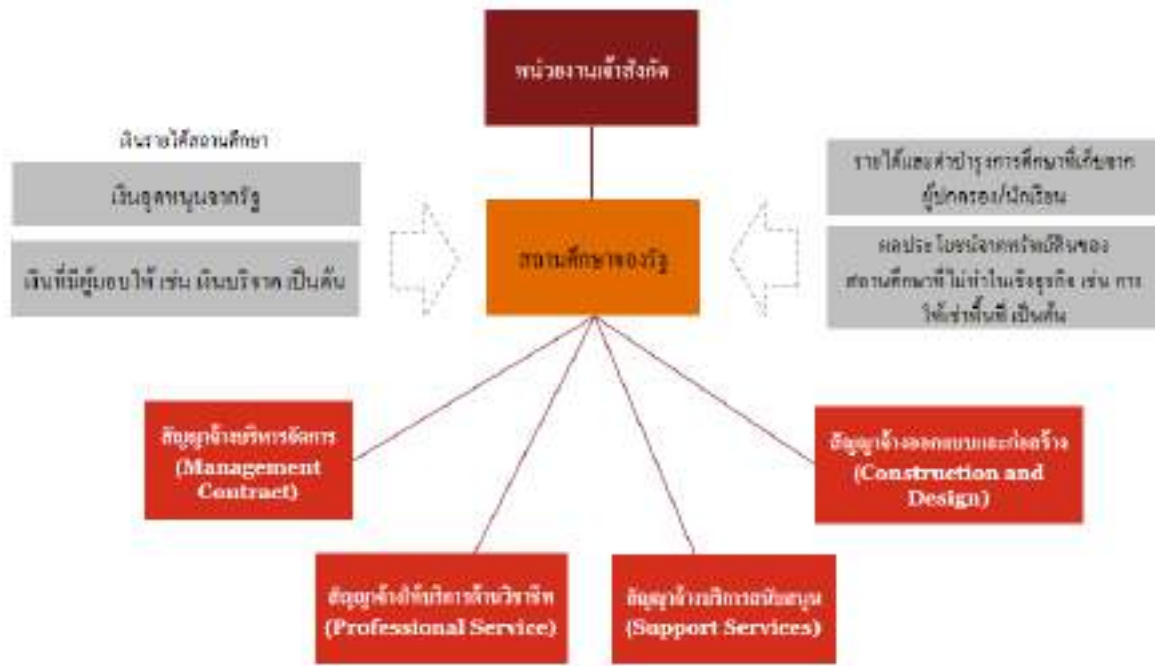 หน่วยงานเจ้าสังกัด
เงินรายได้สถานศึกษา
เงินอุดหนุนจากรัฐ
เงินที่มีผู้มอบให้ เช่น เงินบริจาค เป็นต้น
สถานศึกษาของรัฐ
รายได้และค่าบำรุงการศึกษาที่เก็บจาก
ผู้ปกครอง/นักเรียน
ผลประโยชน์จากทรัพย์สินของ
สถานศึกษาที่ไม่ทำในเชิงธุรกิจ เช่น การ
ให้เช่าพื้นที่ เป็นต้น
สัญญาจ้างบริหารจัดการ
(Management
Contract)
สัญญาจ้างให้บริการด้านวิชาชีพ
(Professional Service)
สัญญาจ้างบริการสนับสนุน
(Support Services)
สัญญาจ้างออกแบบและก่อสร้าง
(Construction and
Design)